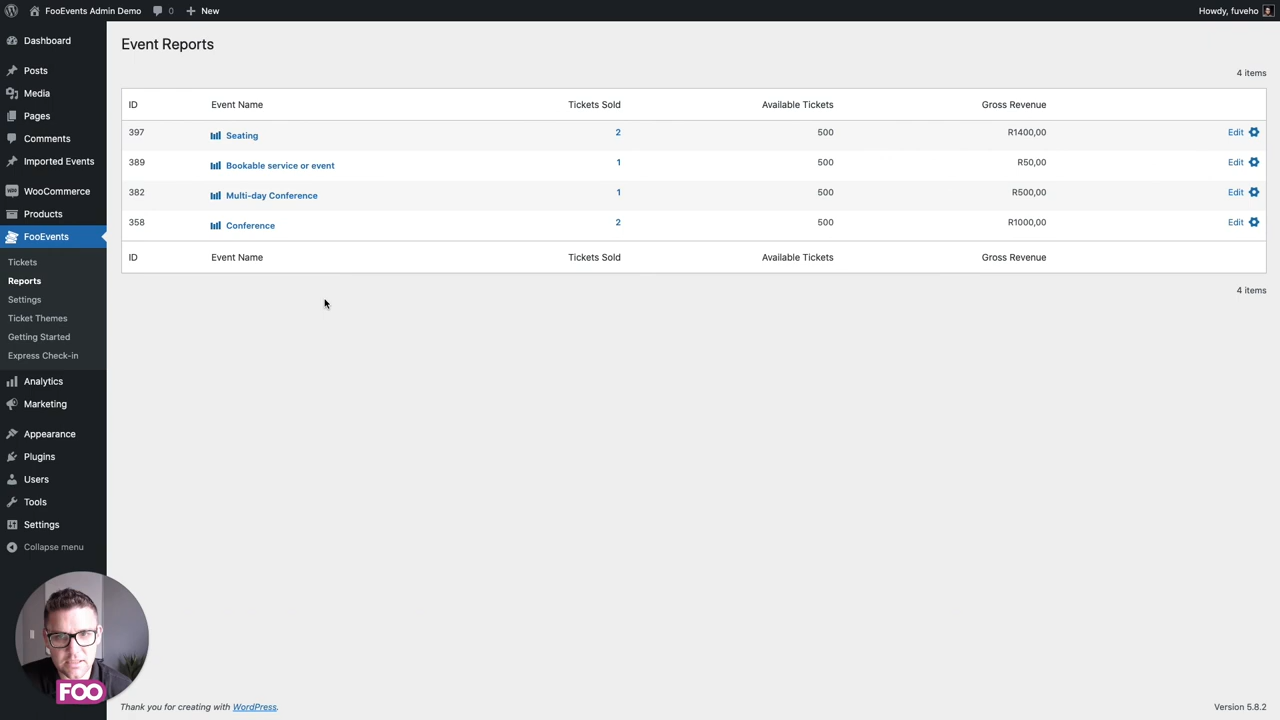 FooEvents Admin Demo 0 New Howdy, fuveho
Dashboard
Posts
Media
Pages
Comments
Imported Events
WooCommerce
Products
FooEvents
Tickets
Reports
Settings
Ticket Themes
Getting Started
Express Check-in
Analytics
Marketing
Appearance
Plugins
Users
Tools
Settings
Collapse menu
FOO
Event Reports
4 items
ID Event Name Tickets Sold Available Tickets Gross Revenue
397 Seating 2 500 R1400,00 Edit
389 Bookable service or event 1 500 R50,00 Edit
382 Multi-day Conference 1 500 R500,00 Edit
358 Conference 2 500 R1000,00 Edit
ID Event Name Tickets Sold Available Tickets Gross Revenue
4 items
Thank you for creating with WordPress. Version 5.8.2